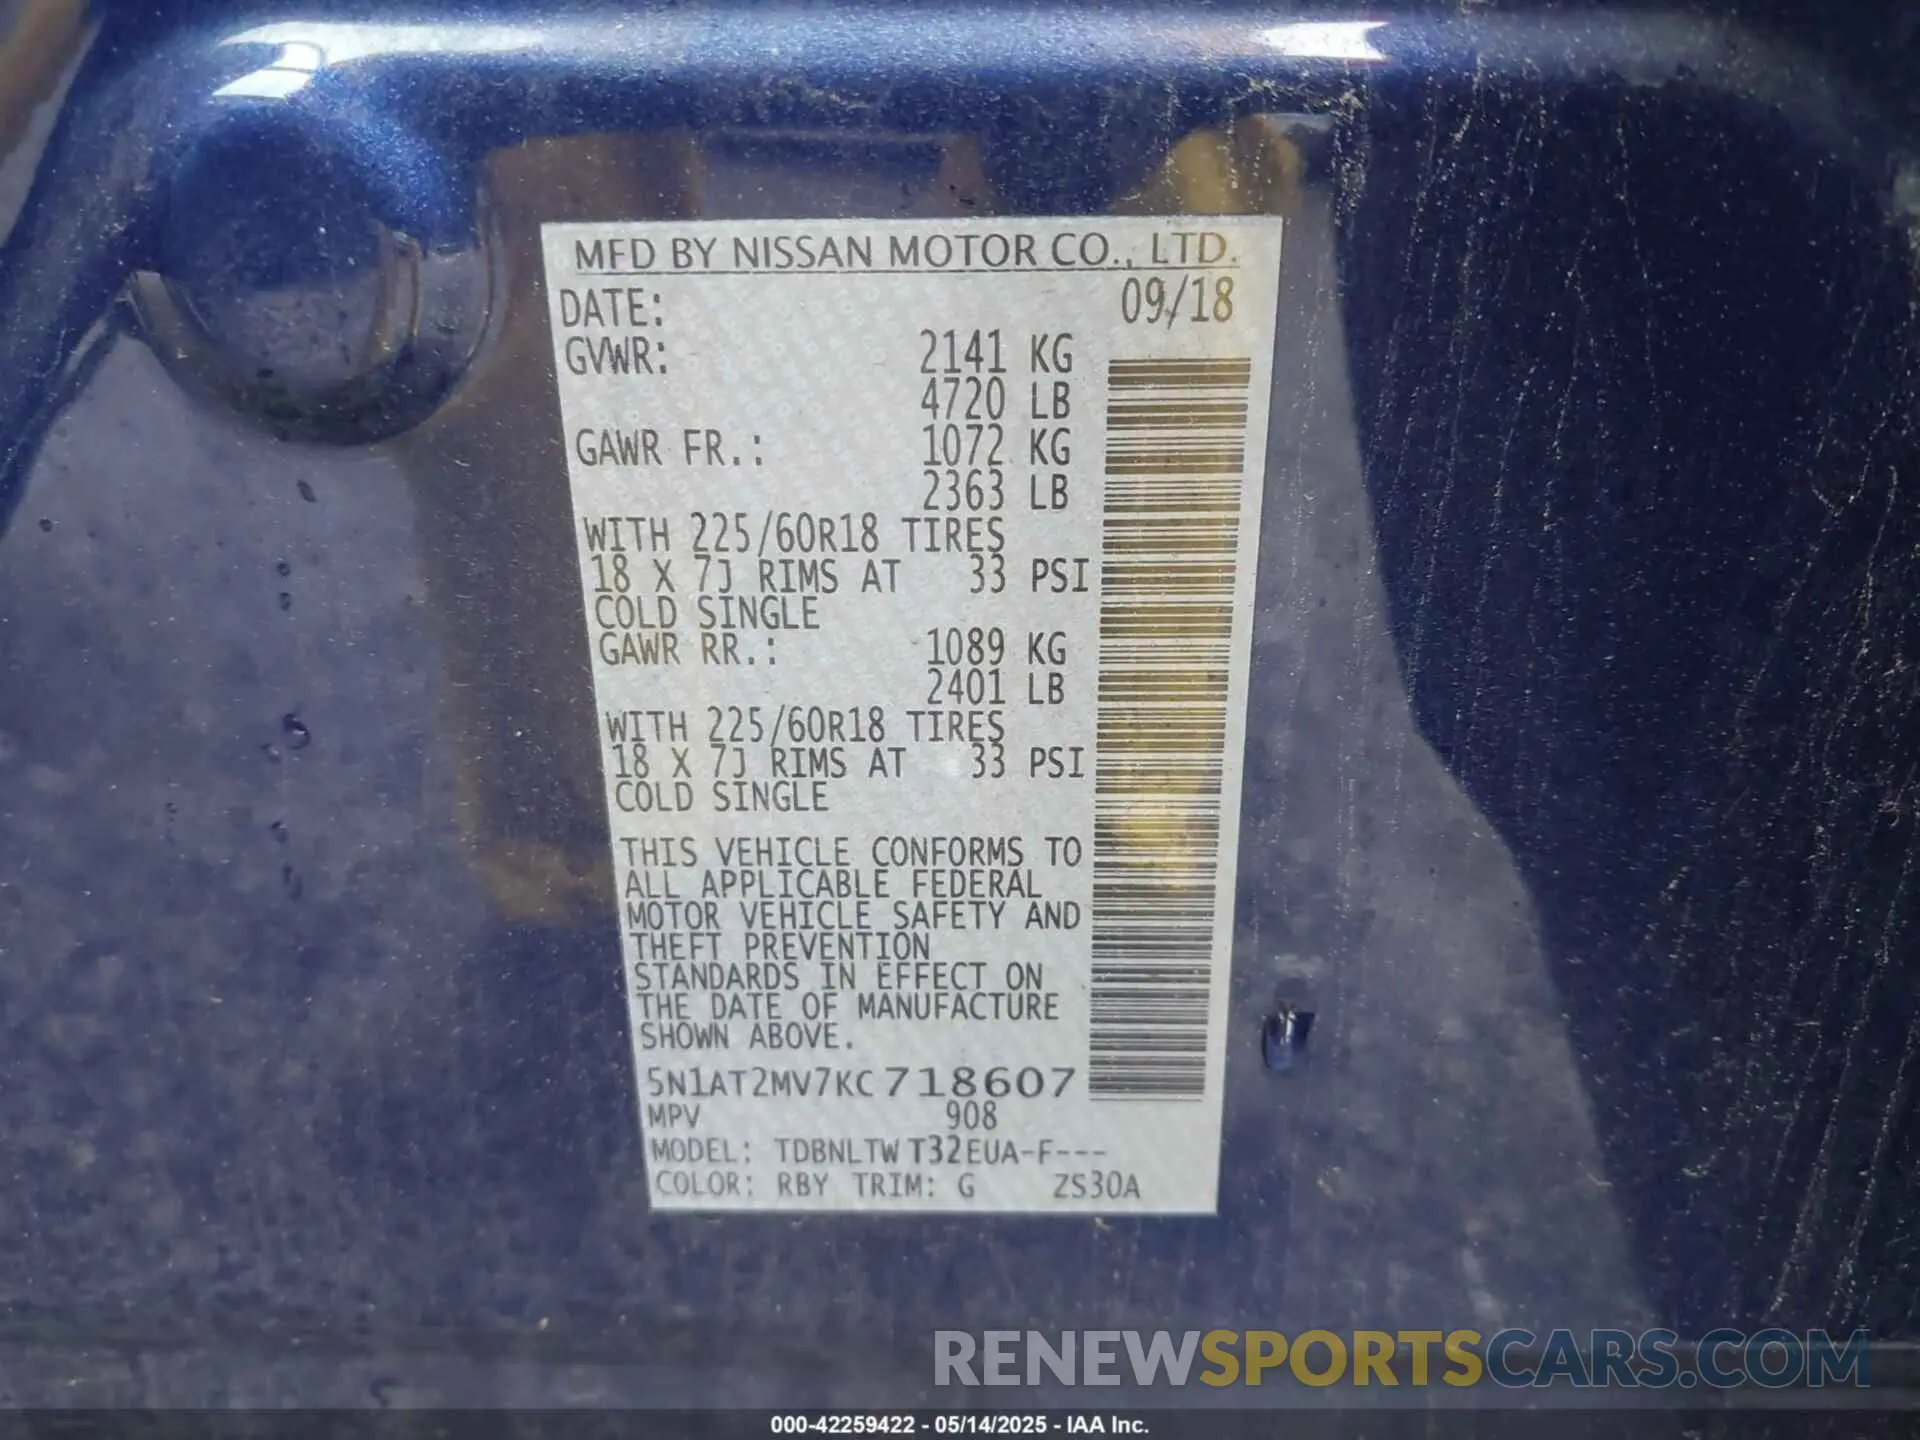 MFD BY NISSAN MOTOR CO., LTD.
DATE: 09/18
GVWR: 2141 KG
4720 LB
GAWR FR.: 1072 KG
2363 LB
WITH 225/60R18 TIRES
18 X 7J RIMS AT 33 PSI
COLD SINGLE
GAWR RR.: 1089 KG
2401 LB
WITH 225/60R18 TIRES
18 X 7J RIMS AT 33 PSI
COLD SINGLE
THIS VEHICLE CONFORMS TO
ALL APPLICABLE FEDERAL
MOTOR VEHICLE SAFETY AND
THEFT PREVENTION
STANDARDS IN EFFECT ON
THE DATE OF MANUFACTURE
SHOWN ABOVE.
5N1AT2MV7KC718607
MPV 908
MODEL: TDBNLTW T32EUA-F---
COLOR: RBY TRIM: G ZS30A
RENEWSPORTSCARS.COM
000-42259422 - 05/14/2025 - IAA Inc.